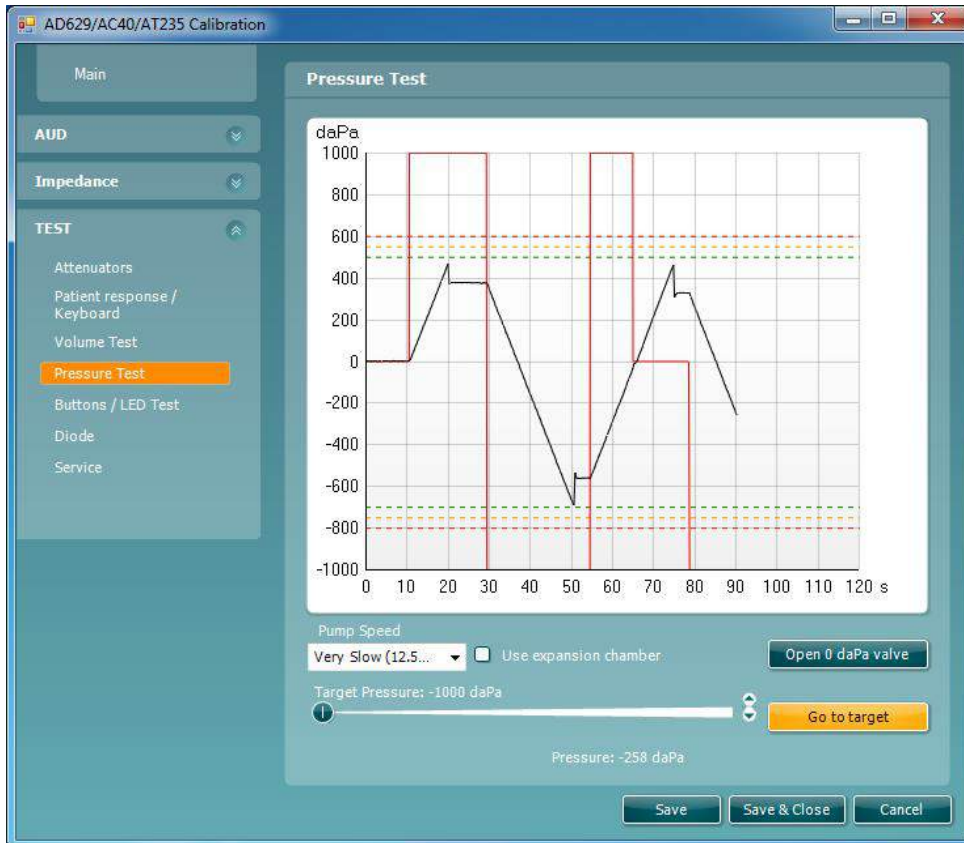 AD629/AC40/AT235 Calibration
Main
AUD
Impedance
TEST
Attenuators
Patient response /
Keyboard
Volume Test
Pressure Test
Buttons / LED Test
Diode
Service
Pressure Test
daPa
1000
800
600
400
200
0
-200
-400
-600
-800
-1000
0 10 20 30 40 50 60 70 80 90 100 110 120 s
Pump Speed
Very Slow (12.5...
Use expansion chamber
Open 0 daPa valve
Target Pressure: -1000 daPa
Go to target
Pressure: -258 daPa
Save
Save & Close
Cancel